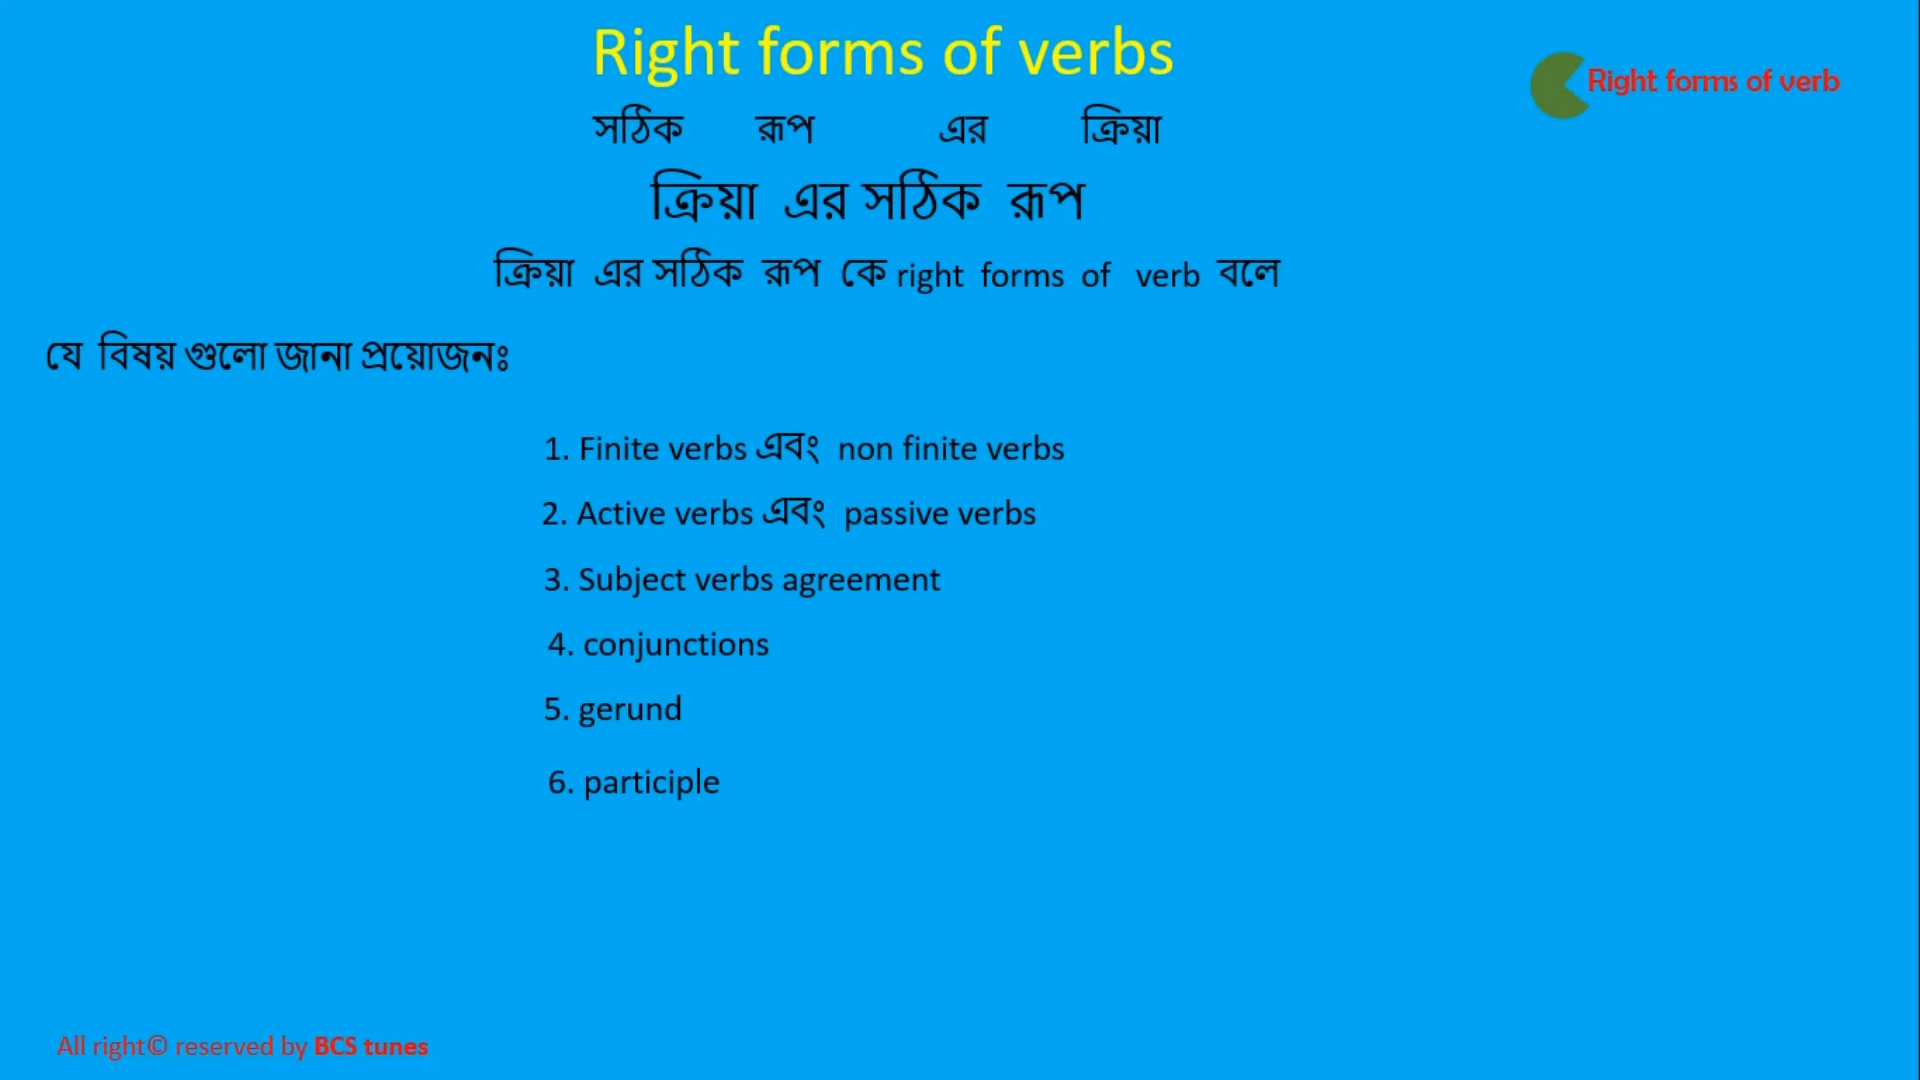 Right forms of verbs
Right forms of verb
সঠিক রূপ এর ক্রিয়া
ক্রিয়া এর সঠিক রূপ
ক্রিয়া এর সঠিক রূপ কে right forms of verb বলে
যে বিষয় গুলো জানা প্রয়োজনঃ
1. Finite verbs এবং non finite verbs
2. Active verbs এবং passive verbs
3. Subject verbs agreement
4. conjunctions
5. gerund
6. participle
All right© reserved by BCS tunes